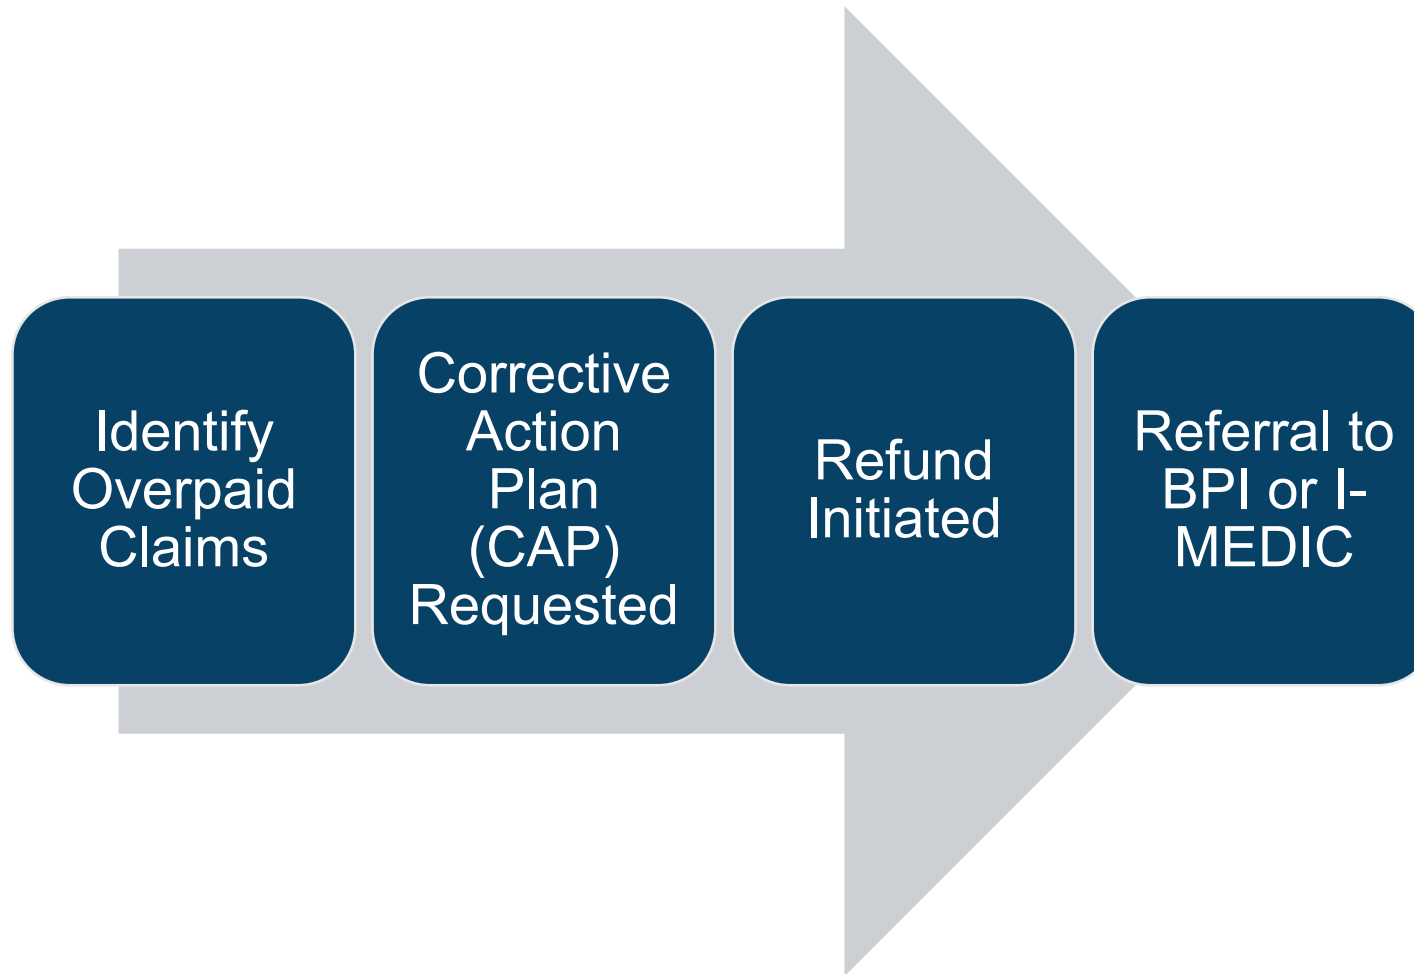 Identify
Overpaid
Claims
Corrective
Action
Plan
(CAP)
Requested
Refund
Initiated
Referral to
BPI or I-
MEDIC